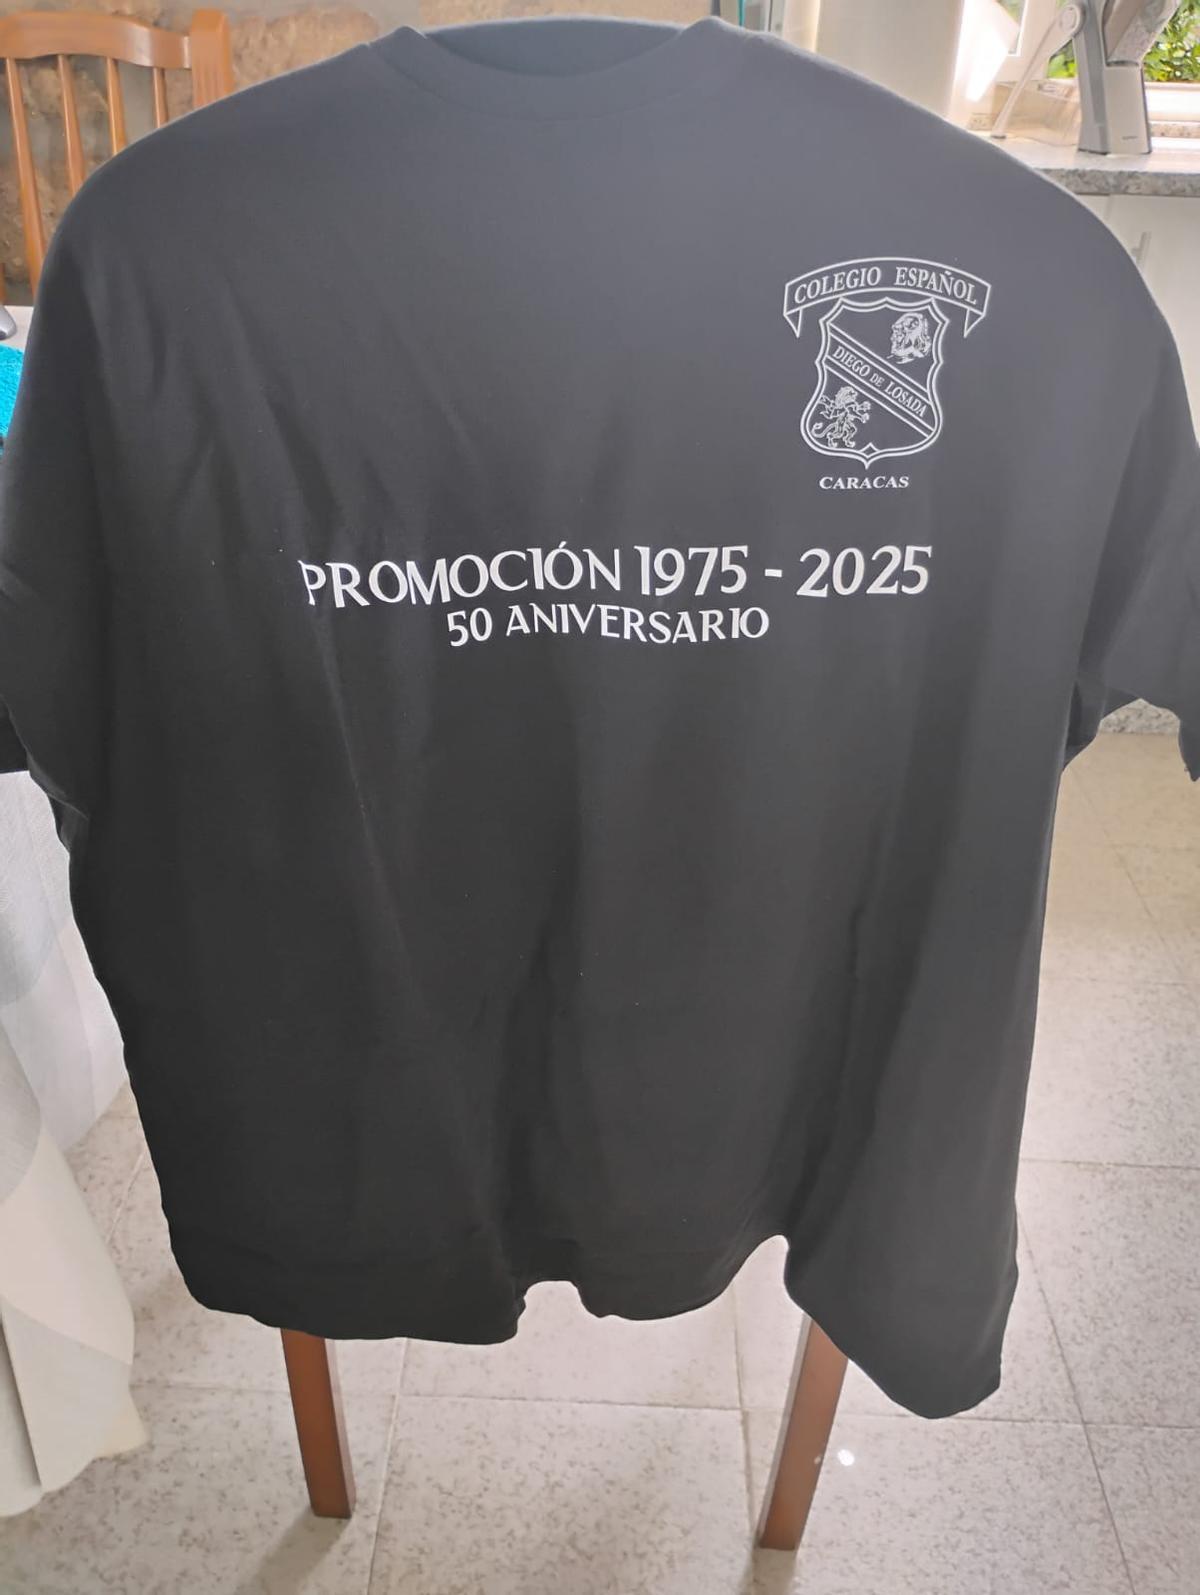 COLEGIO ESPAÑOL
DIEGO DE LOSADA
CARACAS
PROMOCIÓN 1975 - 2025
50 ANIVERSARIO